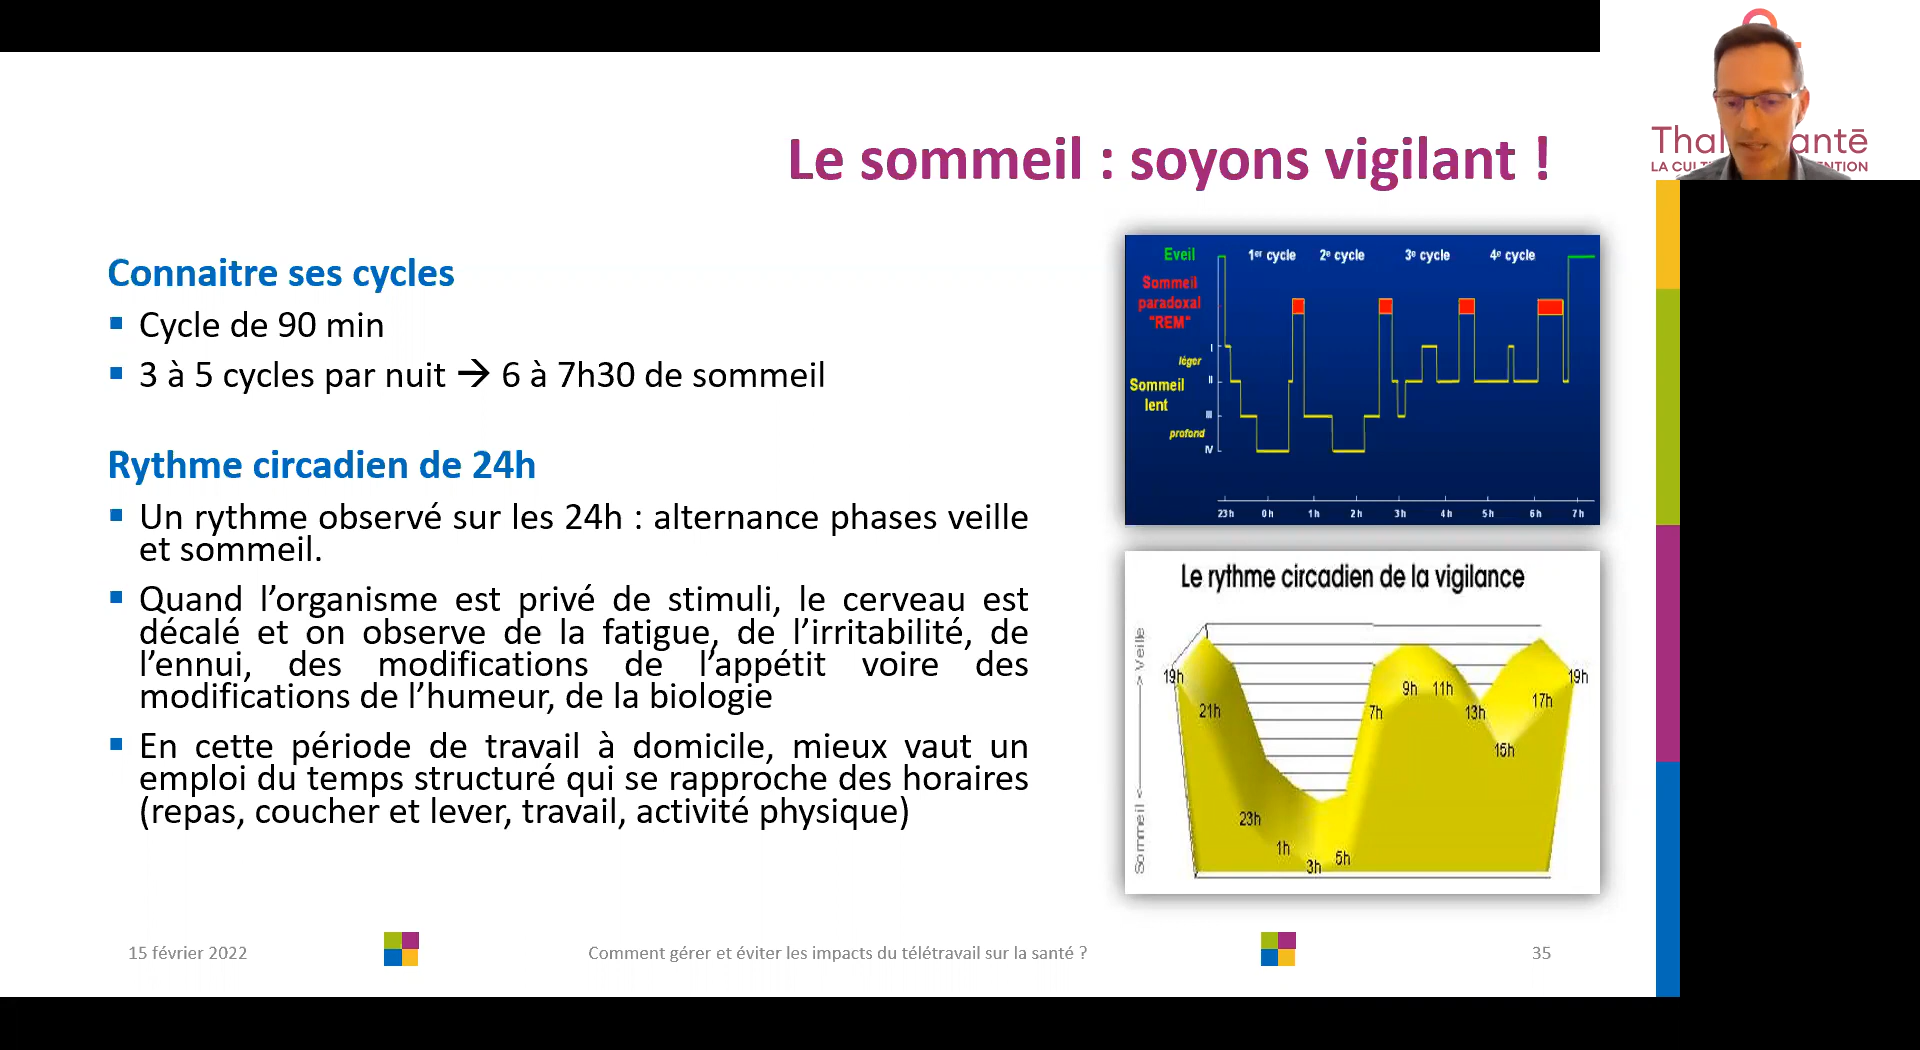 Le sommeil : soyons vigilant !
Connaitre ses cycles
Cycle de 90 min
3 à 5 cycles par nuit → 6 à 7h30 de sommeil
Rythme circadien de 24h
Un rythme observé sur les 24h : alternance phases veille
et sommeil.
Quand l’organisme est privé de stimuli, le cerveau est
décalé et on observe de la fatigue, de l’irritabilité, de
l’ennui, des modifications de l’appétit voire des
modifications de l’humeur, de la biologie
En cette période de travail à domicile, mieux vaut un
emploi du temps structuré qui se rapproche des horaires
(repas, coucher et lever, travail, activité physique)
Eveil
1er cycle 2e cycle 3e cycle 4e cycle
Sommeil
paradoxal
"REM"
I
léger
II
Sommeil
lent
III
profond
IV
23h 0h 1h 2h 3h 4h 5h 6h 7h
Le rythme circadien de la vigilance
Sommeil <----------> Veille
19h 21h 23h 1h 3h 5h 7h 9h 11h 13h 15h 17h 19h
15 février 2022
Comment gérer et éviter les impacts du télétravail sur la santé ?
35